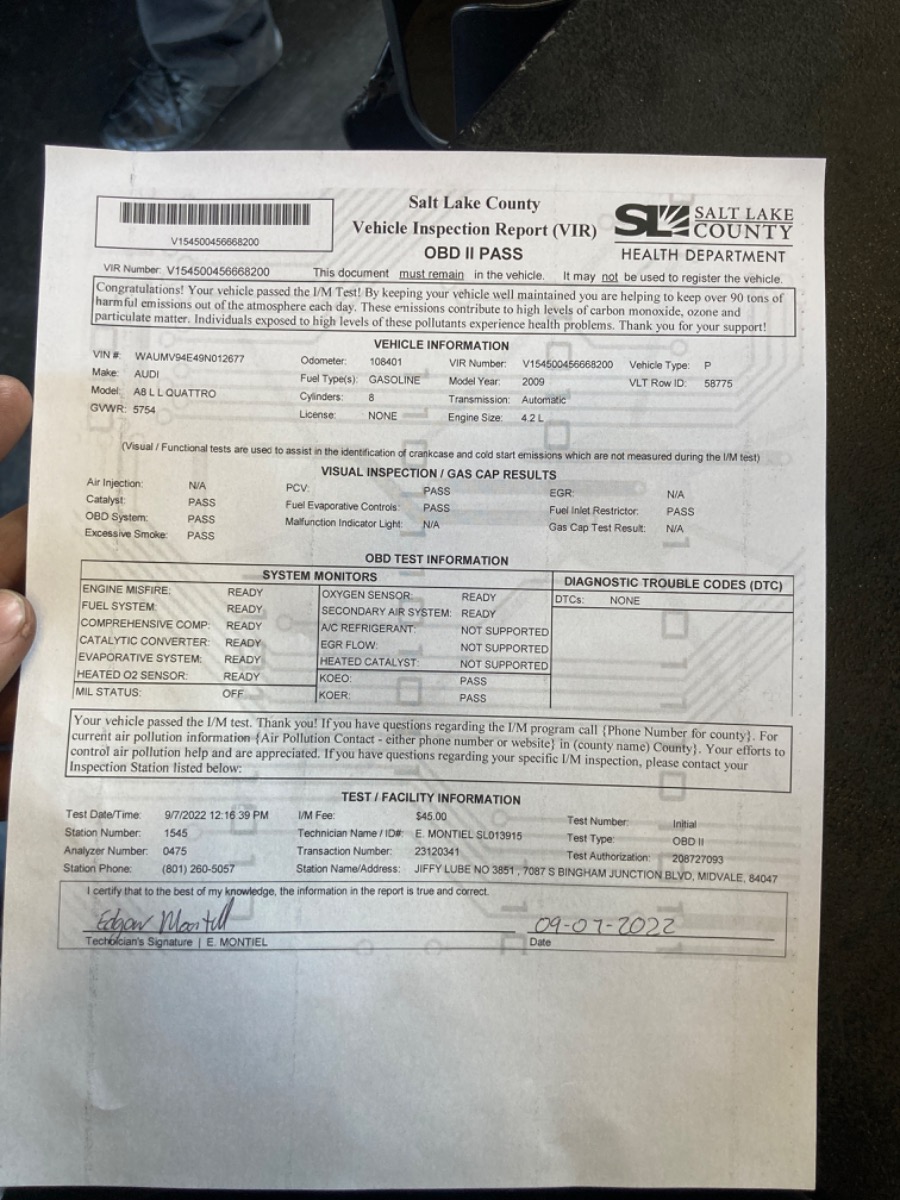 Salt Lake County
Vehicle Inspection Report (VIR)
OBD II PASS
SL SALT LAKE COUNTY
HEALTH DEPARTMENT
V154500456668200
VIR Number: V154500456668200 This document must remain in the vehicle. It may not be used to register the vehicle.
Congratulations! Your vehicle passed the I/M Test! By keeping your vehicle well maintained you are helping to keep over 90 tons of
harmful emissions out of the atmosphere each day. These emissions contribute to high levels of carbon monoxide, ozone and
particulate matter. Individuals exposed to high levels of these pollutants experience health problems. Thank you for your support!
VEHICLE INFORMATION
VIN #: WAUMV94E49N012677 Odometer: 108401 VIR Number: V154500456668200 Vehicle Type: P
Make: AUDI Fuel Type(s): GASOLINE Model Year: 2009 VLT Row ID: 58775
Model: A8 L L QUATTRO Cylinders: 8 Transmission: Automatic
GVWR: 5754 License: NONE Engine Size: 4.2 L
(Visual / Functional tests are used to assist in the identification of crankcase and cold start emissions which are not measured during the I/M test)
VISUAL INSPECTION / GAS CAP RESULTS
Air Injection: N/A PCV: PASS EGR: N/A
Catalyst: PASS Fuel Evaporative Controls: PASS Fuel Inlet Restrictor: PASS
OBD System: PASS Malfunction Indicator Light: N/A Gas Cap Test Result: N/A
Excessive Smoke: PASS
OBD TEST INFORMATION
SYSTEM MONITORS DIAGNOSTIC TROUBLE CODES (DTC)
ENGINE MISFIRE: READY OXYGEN SENSOR: READY DTCs: NONE
FUEL SYSTEM: READY SECONDARY AIR SYSTEM: READY
COMPREHENSIVE COMP: READY A/C REFRIGERANT: NOT SUPPORTED
CATALYTIC CONVERTER: READY EGR FLOW: NOT SUPPORTED
EVAPORATIVE SYSTEM: READY HEATED CATALYST: NOT SUPPORTED
HEATED O2 SENSOR: READY KOEO: PASS
MIL STATUS: OFF KOER: PASS
Your vehicle passed the I/M test. Thank you! If you have questions regarding the I/M program call {Phone Number for county}. For
current air pollution information {Air Pollution Contact - either phone number or website} in (county name) County}. Your efforts to
control air pollution help and are appreciated. If you have questions regarding your specific I/M inspection, please contact your
Inspection Station listed below:
TEST / FACILITY INFORMATION
Test Date/Time: 9/7/2022 12:16:39 PM I/M Fee: $45.00 Test Number: Initial
Station Number: 1545 Technician Name / ID#: E. MONTIEL SL013915 Test Type: OBD II
Analyzer Number: 0475 Transaction Number: 23120341 Test Authorization: 208727093
Station Phone: (801) 260-5057 Station Name/Address: JIFFY LUBE NO 3851 , 7087 S BINGHAM JUNCTION BLVD, MIDVALE, 84047
I certify that to the best of my knowledge, the information in the report is true and correct.
Edgar Montiel 09-07-2022
Technician's Signature | E. MONTIEL Date